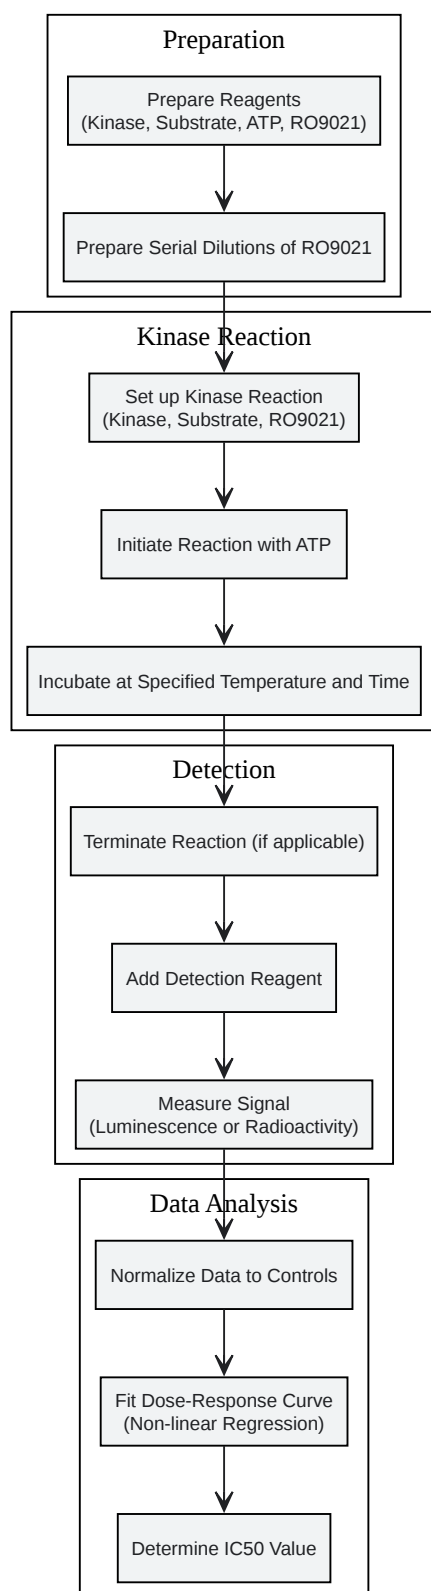 Preparation
Prepare Reagents
(Kinase, Substrate, ATP, RO9021)
Prepare Serial Dilutions of RO9021
Kinase Reaction
Set up Kinase Reaction
(Kinase, Substrate, RO9021)
Initiate Reaction with ATP
Incubate at Specified Temperature and Time
Detection
Terminate Reaction (if applicable)
Add Detection Reagent
Measure Signal
(Luminescence or Radioactivity)
Data Analysis
Normalize Data to Controls
Fit Dose-Response Curve
(Non-linear Regression)
Determine IC50 Value